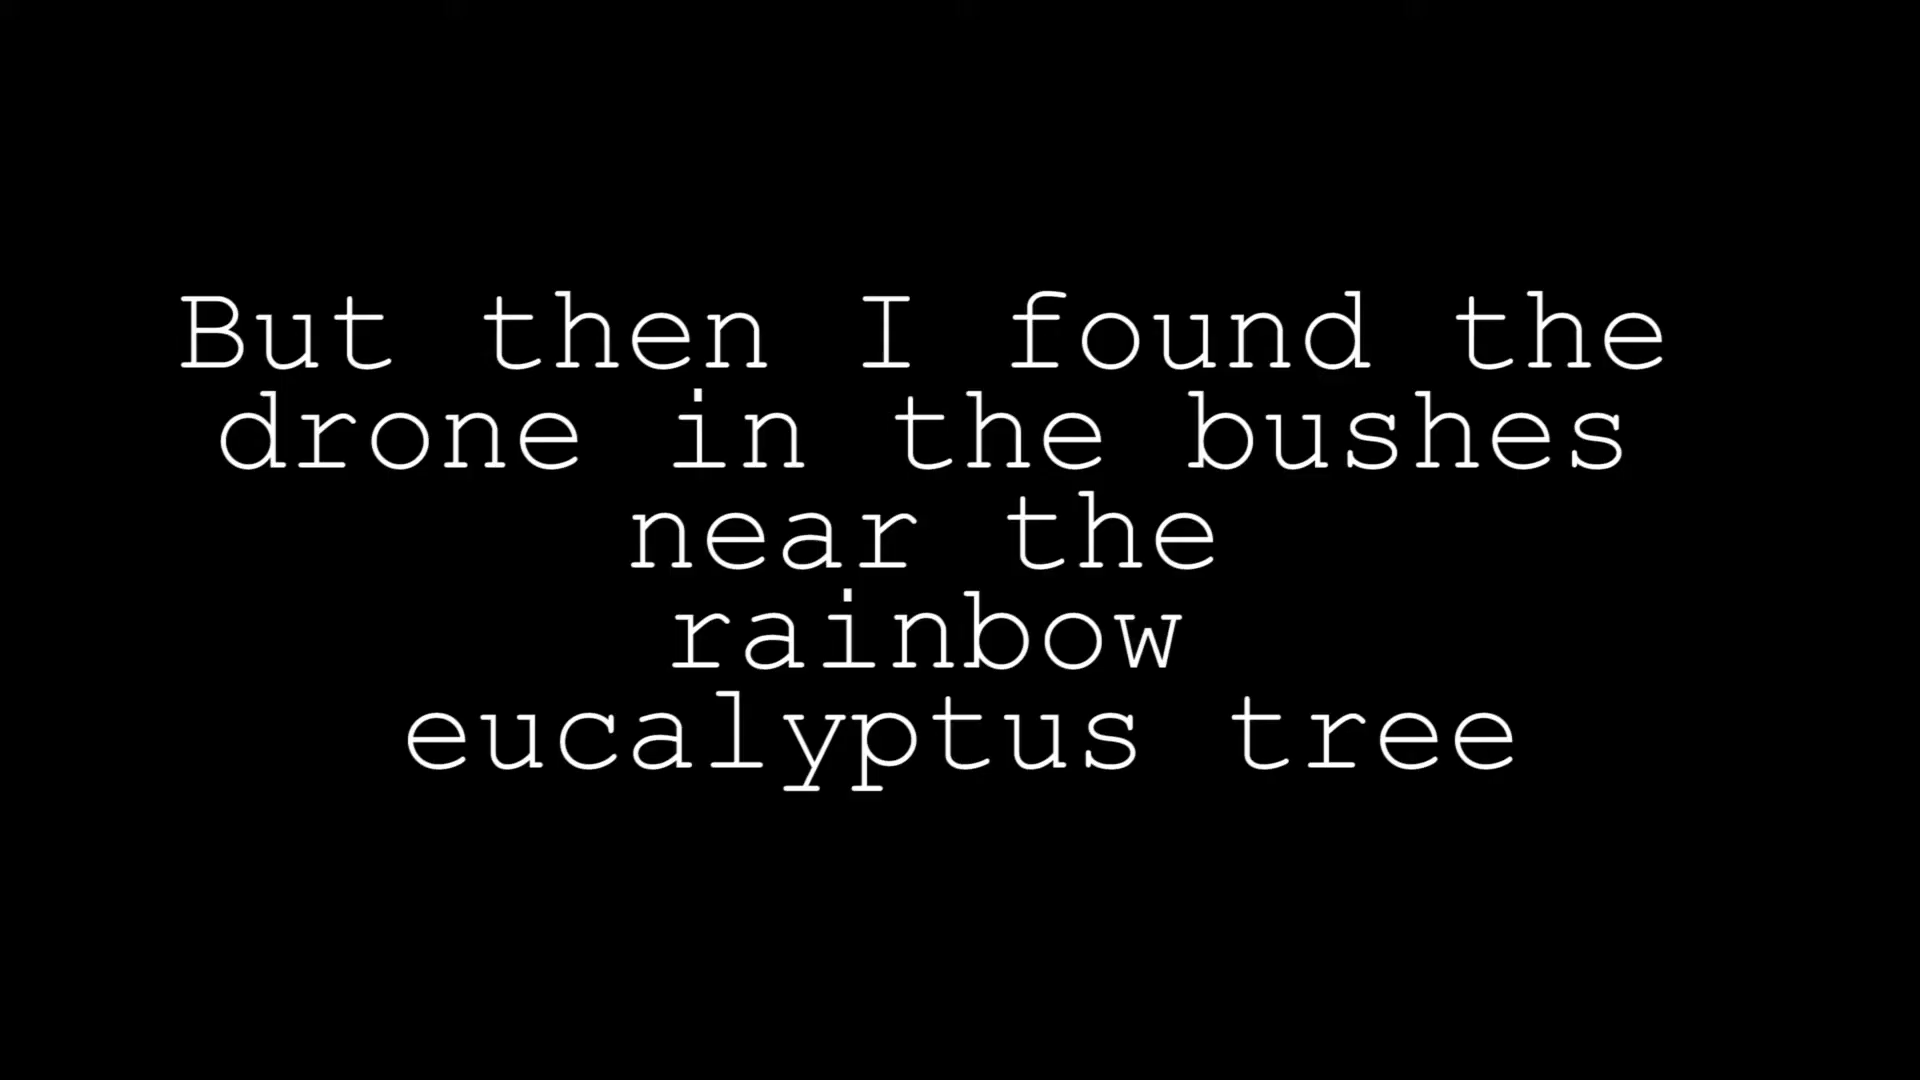 But then I found the
drone in the bushes
near the
rainbow
eucalyptus tree